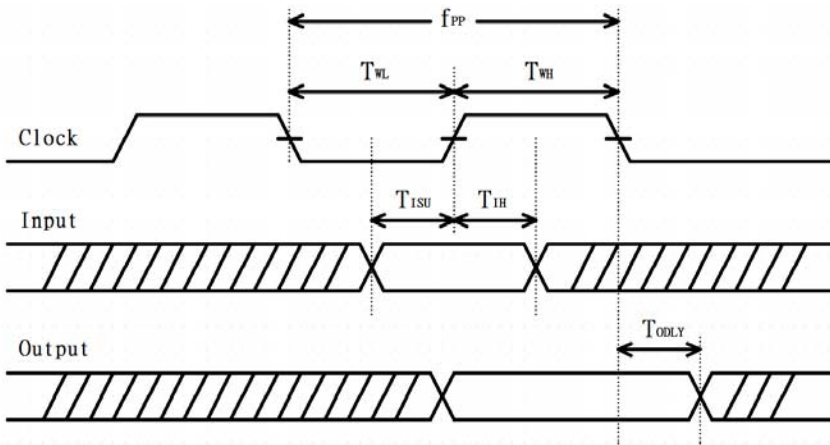 fPP
TWL TWH
Clock
TISU TIH
Input
TODLY
Output